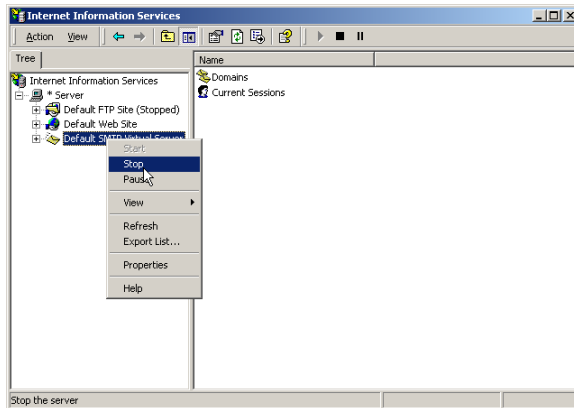 Internet Information Services
Action View
Tree
Name
Internet Information Services
* Server
Default FTP Site (Stopped)
Default Web Site
Default SMTP Virtual Server
Domains
Current Sessions
Start
Stop
Pause
View
Refresh
Export List...
Properties
Help
Stop the server